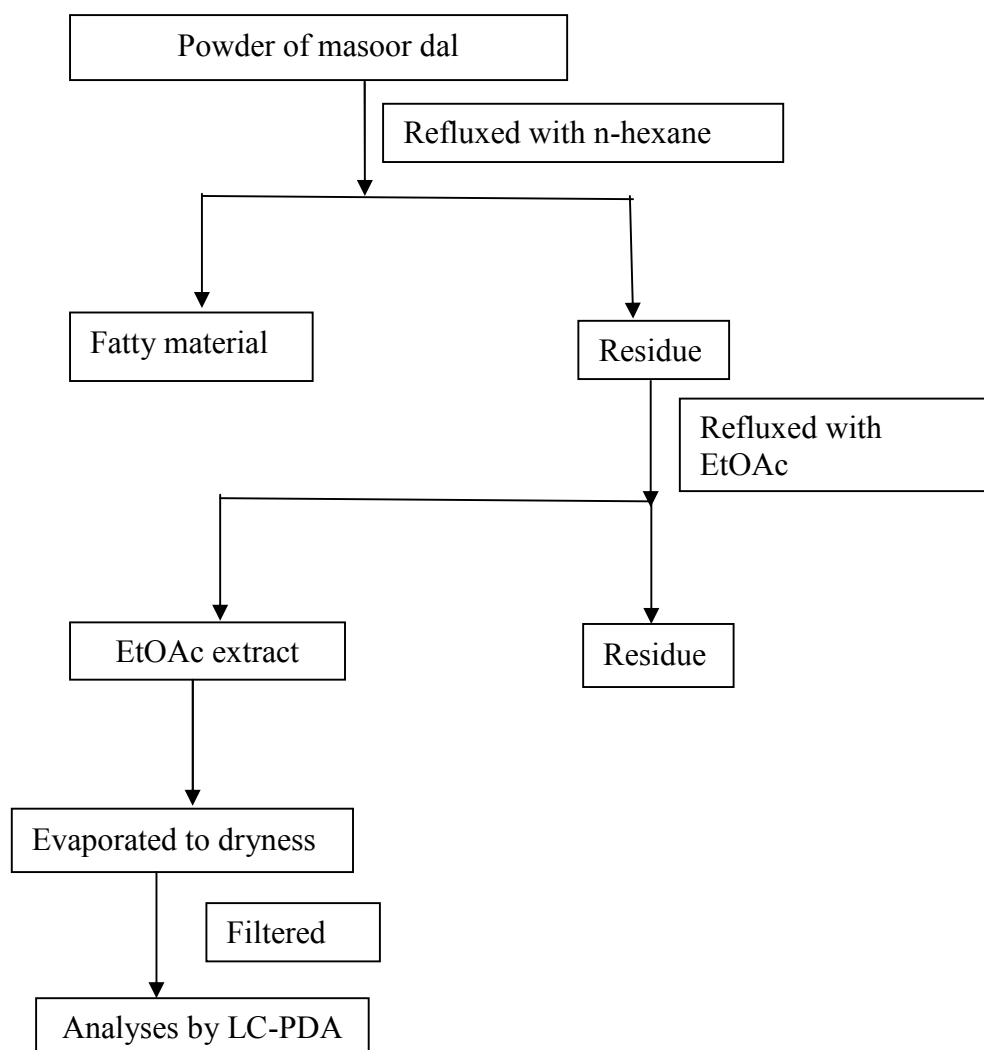 Powder of masoor dal
Refluxed with n-hexane
Fatty material
Residue
Refluxed with
EtOAc
EtOAc extract
Residue
Evaporated to dryness
Filtered
Analyses by LC-PDA